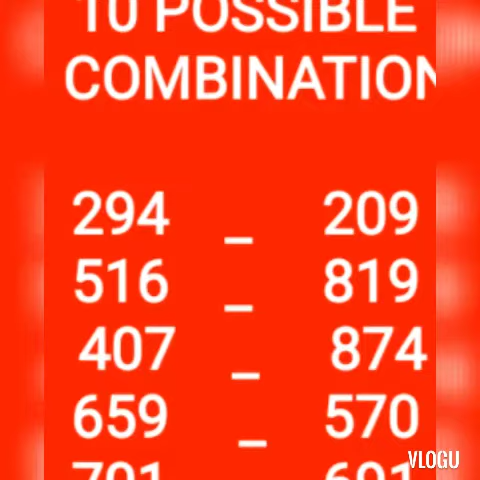 10 POSSIBLE
COMBINATION
294 _ 209
516 _ 819
407 _ 874
659 _ 570
VLOGU